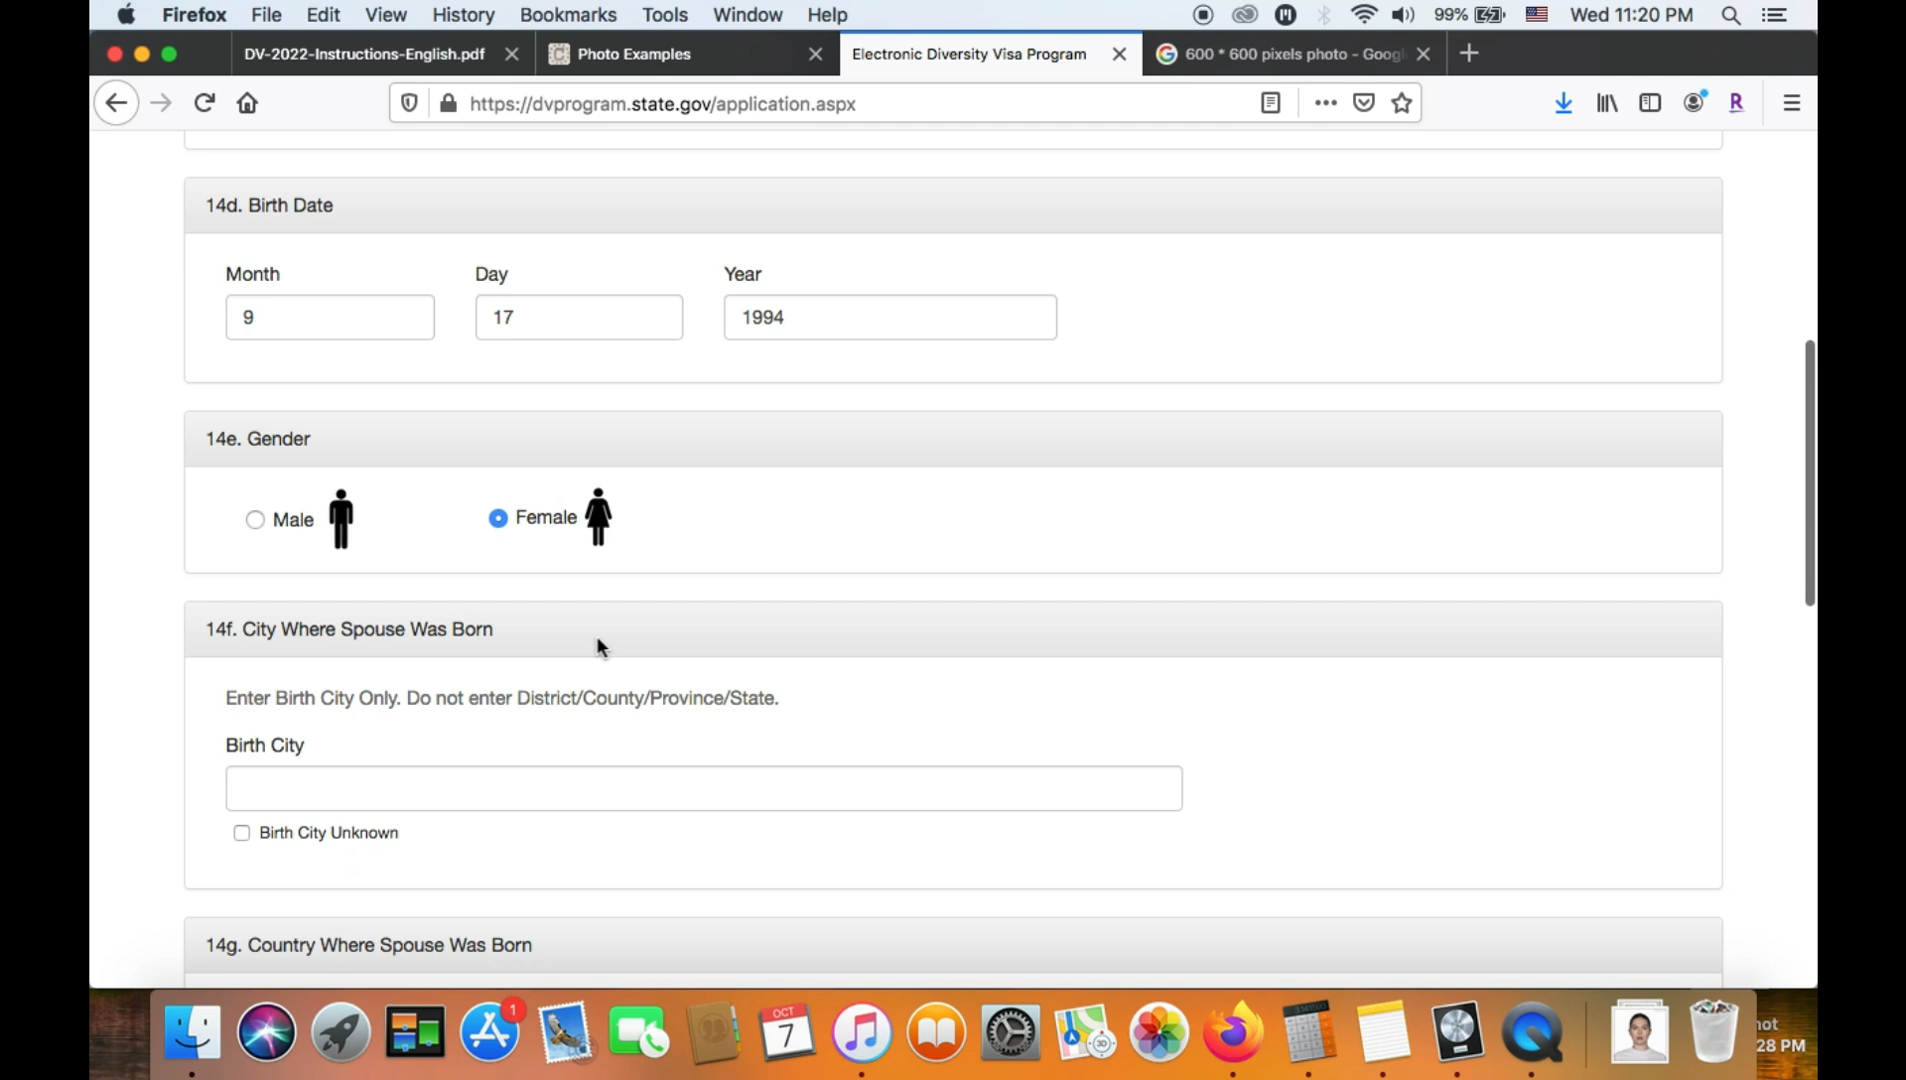 Firefox File Edit View History Bookmarks Tools Window Help 99% Wed 11:20 PM
DV-2022-Instructions-English.pdf Photo Examples Electronic Diversity Visa Program 600 * 600 pixels photo - Goog
https://dvprogram.state.gov/application.aspx
14d. Birth Date
Month Day Year
9 17 1994
14e. Gender
Male Female
14f. City Where Spouse Was Born
Enter Birth City Only. Do not enter District/County/Province/State.
Birth City
Birth City Unknown
14g. Country Where Spouse Was Born
1
OCT
7
3D
28 PM